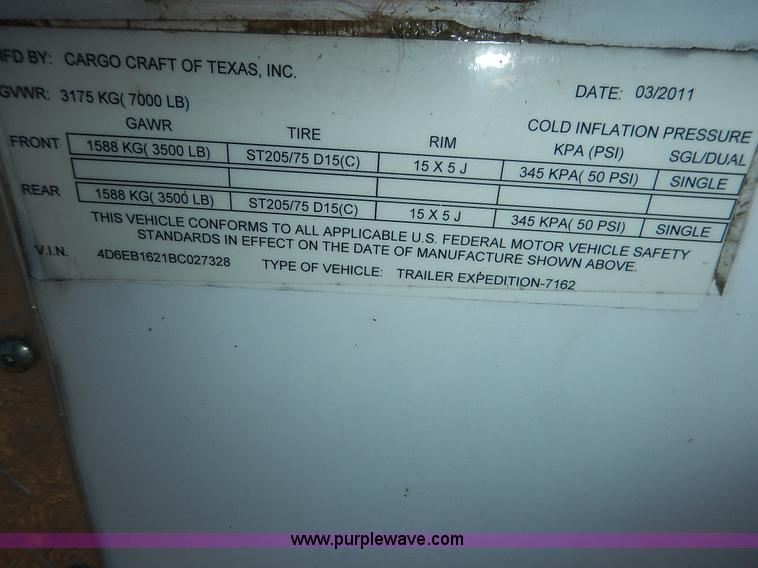 © purplewave inc.
MFD BY: CARGO CRAFT OF TEXAS, INC. DATE: 03/2011
GVWR: 3175 KG( 7000 LB)
GAWR TIRE RIM COLD INFLATION PRESSURE
KPA (PSI) SGL/DUAL
FRONT 1588 KG( 3500 LB) ST205/75 D15(C) 15 X 5 J 345 KPA( 50 PSI) SINGLE
REAR 1588 KG( 3500 LB) ST205/75 D15(C) 15 X 5 J 345 KPA( 50 PSI) SINGLE
THIS VEHICLE CONFORMS TO ALL APPLICABLE U.S. FEDERAL MOTOR VEHICLE SAFETY
STANDARDS IN EFFECT ON THE DATE OF MANUFACTURE SHOWN ABOVE.
V.I.N. 4D6EB1621BC027328 TYPE OF VEHICLE: TRAILER EXPEDITION-7162
www.purplewave.com